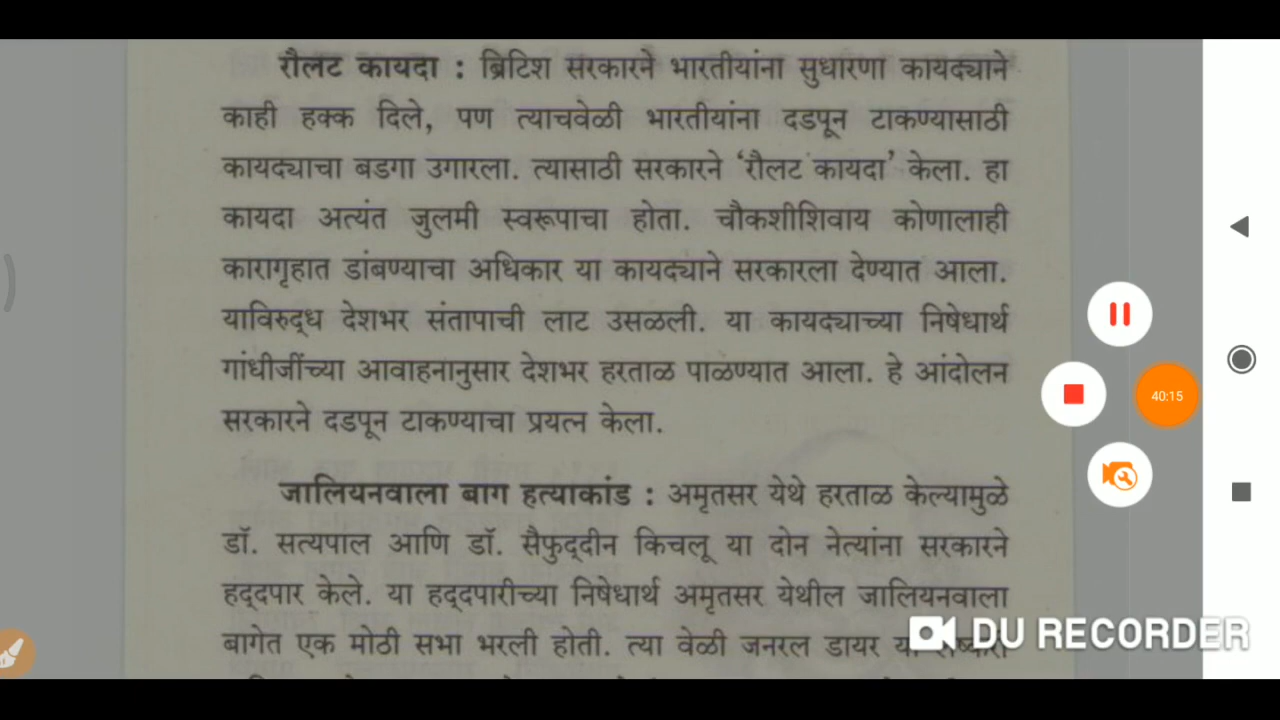 रौलट कायदा : ब्रिटिश सरकारने भारतीयांना सुधारणा कायद्याने
काही हक्क दिले, पण त्याचवेळी भारतीयांना दडपून टाकण्यासाठी
कायद्याचा बडगा उगारला. त्यासाठी सरकारने ‘रौलट कायदा’ केला. हा
कायदा अत्यंत जुलमी स्वरूपाचा होता. चौकशीशिवाय कोणालाही
कारागृहात डांबण्याचा अधिकार या कायद्याने सरकारला देण्यात आला.
याविरुद्ध देशभर संतापाची लाट उसळली. या कायद्याच्या निषेधार्थ
गांधीजींच्या आवाहनानुसार देशभर हरताळ पाळण्यात आला. हे आंदोलन
सरकारने दडपून टाकण्याचा प्रयत्न केला.
जालियनवाला बाग हत्याकांड : अमृतसर येथे हरताळ केल्यामुळे
डॉ. सत्यपाल आणि डॉ. सैफुद्दीन किचलू या दोन नेत्यांना सरकारने
हद्दपार केले. या हद्दपारीच्या निषेधार्थ अमृतसर येथील जालियनवाला
बागेत एक मोठी सभा भरली होती. त्या वेळी जनरल डायर या
40:15
DU RECORDER